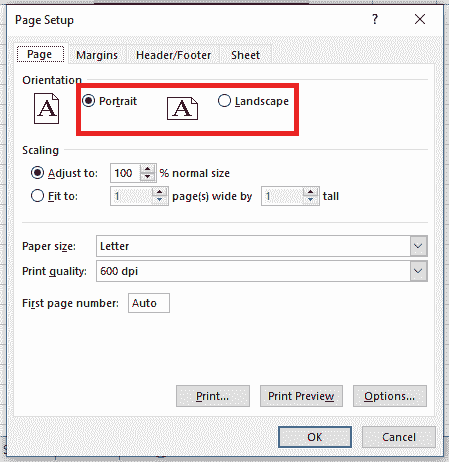 Page Setup ? ×
Page Margins Header/Footer Sheet
Orientation
A Portrait A Landscape
Scaling
Adjust to: 100 % normal size
Fit to: 1 page(s) wide by 1 tall
Paper size: Letter
Print quality: 600 dpi
First page number: Auto
Print... Print Preview Options...
OK Cancel